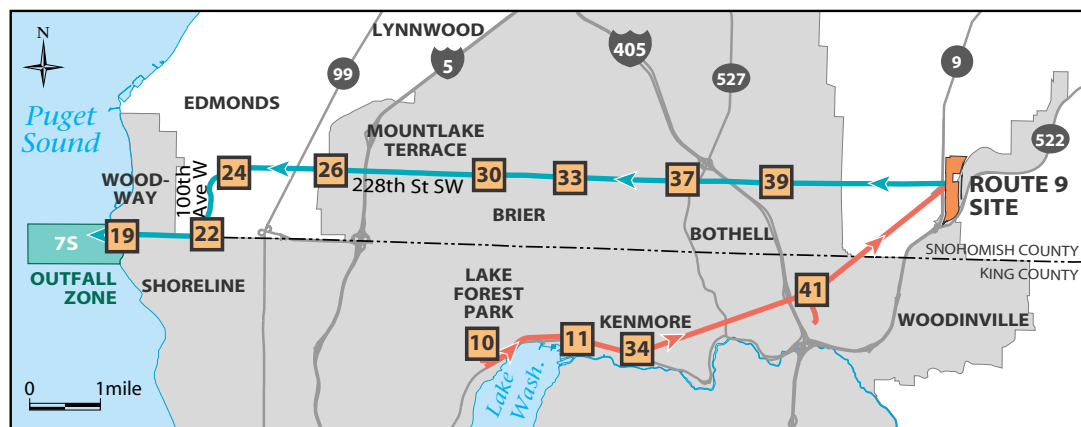 N
LYNNWOOD
99
5
405
527
9
522
EDMONDS
Puget
Sound
MOUNTLAKE
TERRACE
WOOD-
WAY
100th
Ave W
24
26
228th St SW
30
33
37
39
ROUTE 9
SITE
BRIER
BOTHELL
7S
19
22
SNOHOMISH COUNTY
KING COUNTY
OUTFALL
ZONE
SHORELINE
LAKE
FOREST
PARK
41
KENMORE
WOODINVILLE
10
11
34
Lake
Wash.
0 1mile